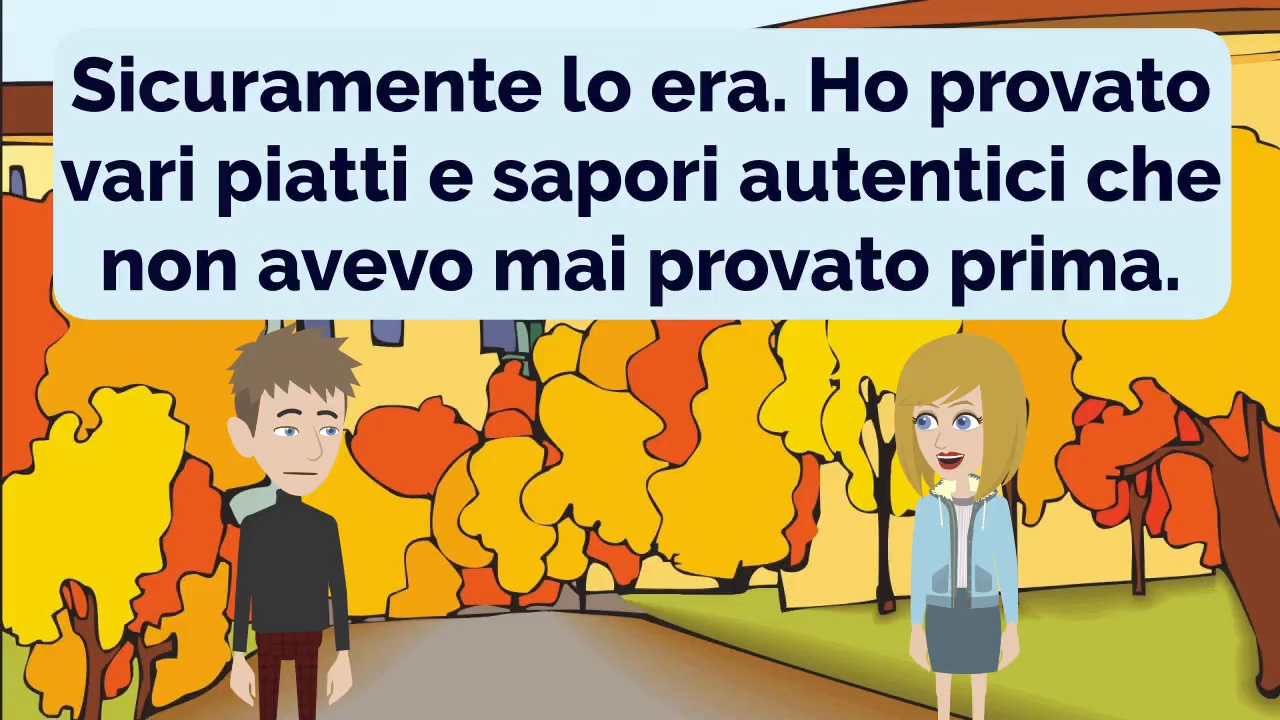 Sicuramente lo era. Ho provato
vari piatti e sapori autentici che
non avevo mai provato prima.